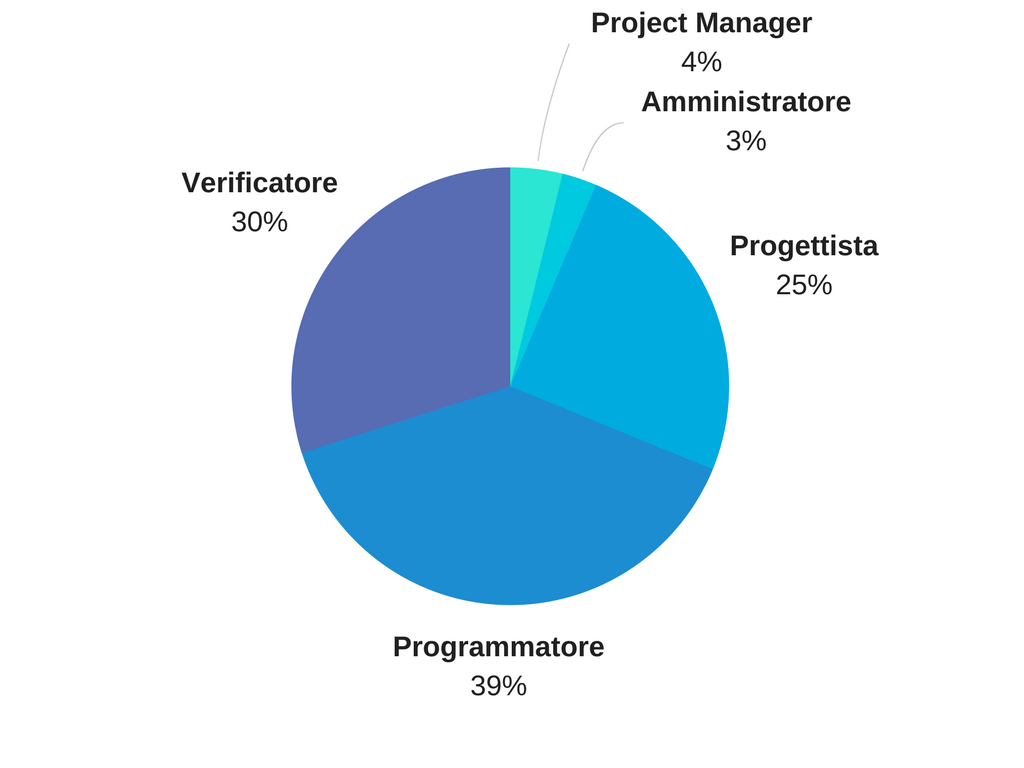 Project Manager
4%
Amministratore
3%
Verificatore
30%
Progettista
25%
Programmatore
39%